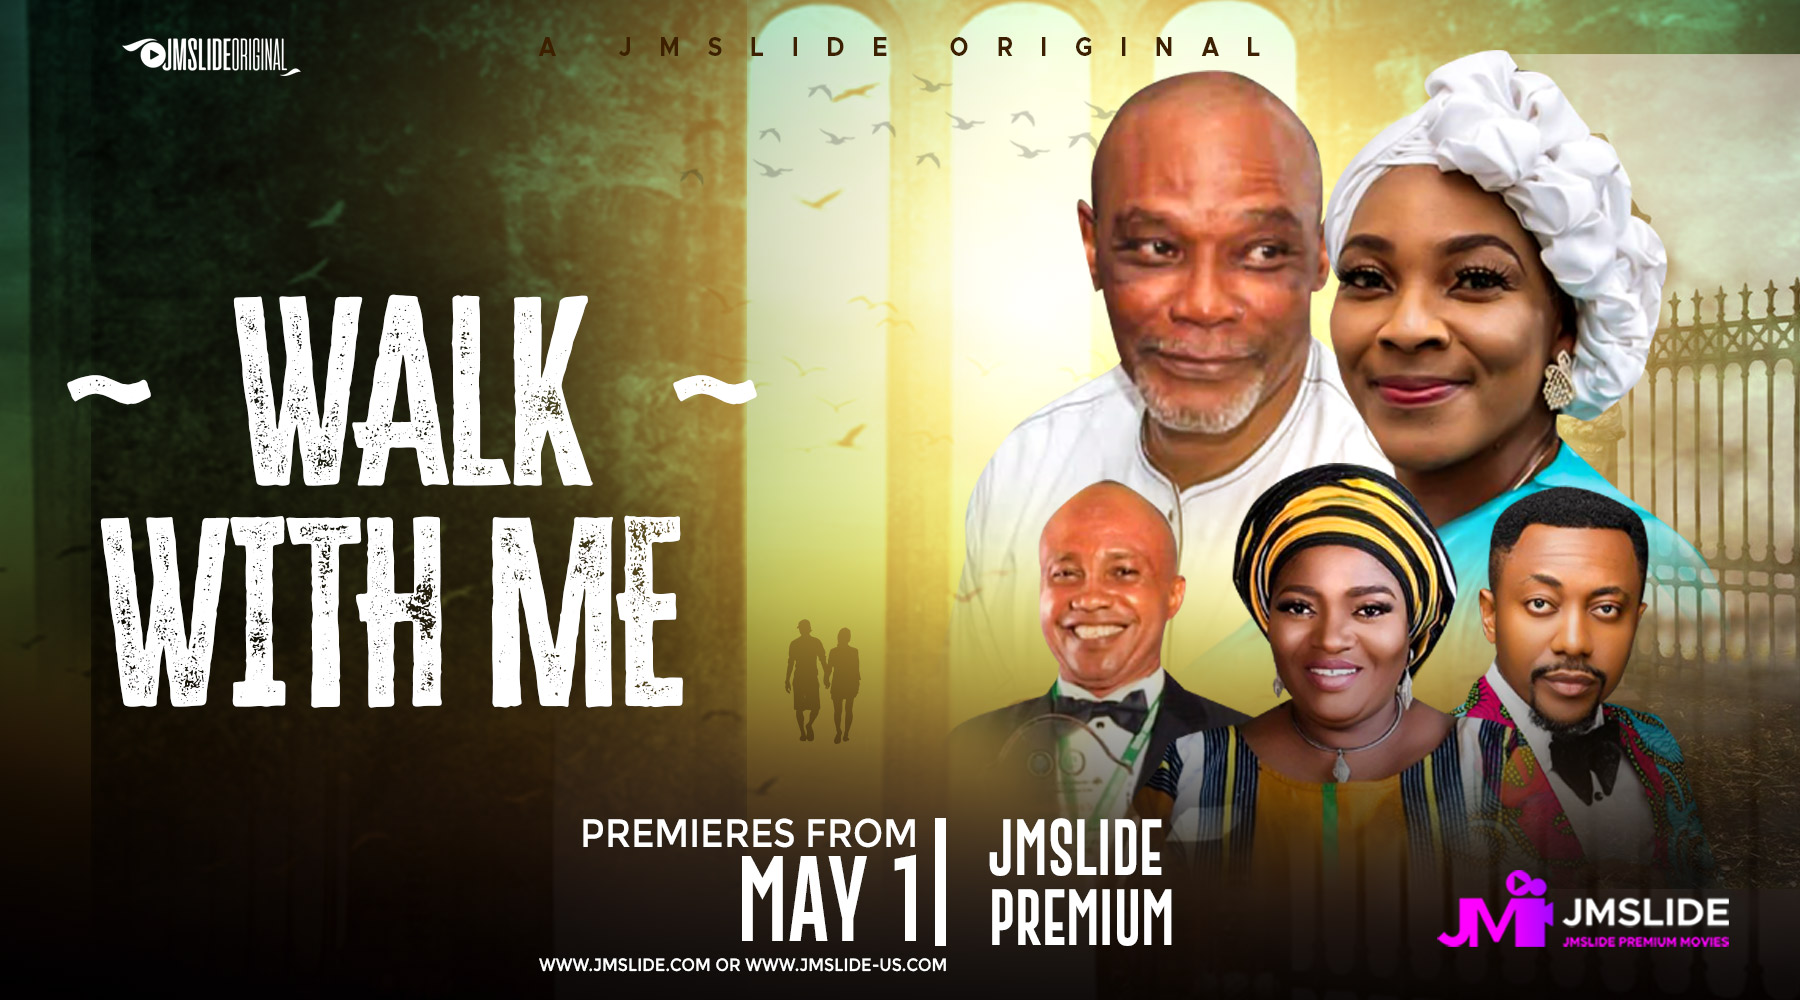 JMSLIDEORIGINAL
A JMSLIDE ORIGINAL
~ WALK ~
WITH ME
PREMIERES FROM
MAY 1
JMSLIDE
PREMIUM
WWW.JMSLIDE.COM OR WWW.JMSLIDE-US.COM
JM JMSLIDE
JMSLIDE PREMIUM MOVIES